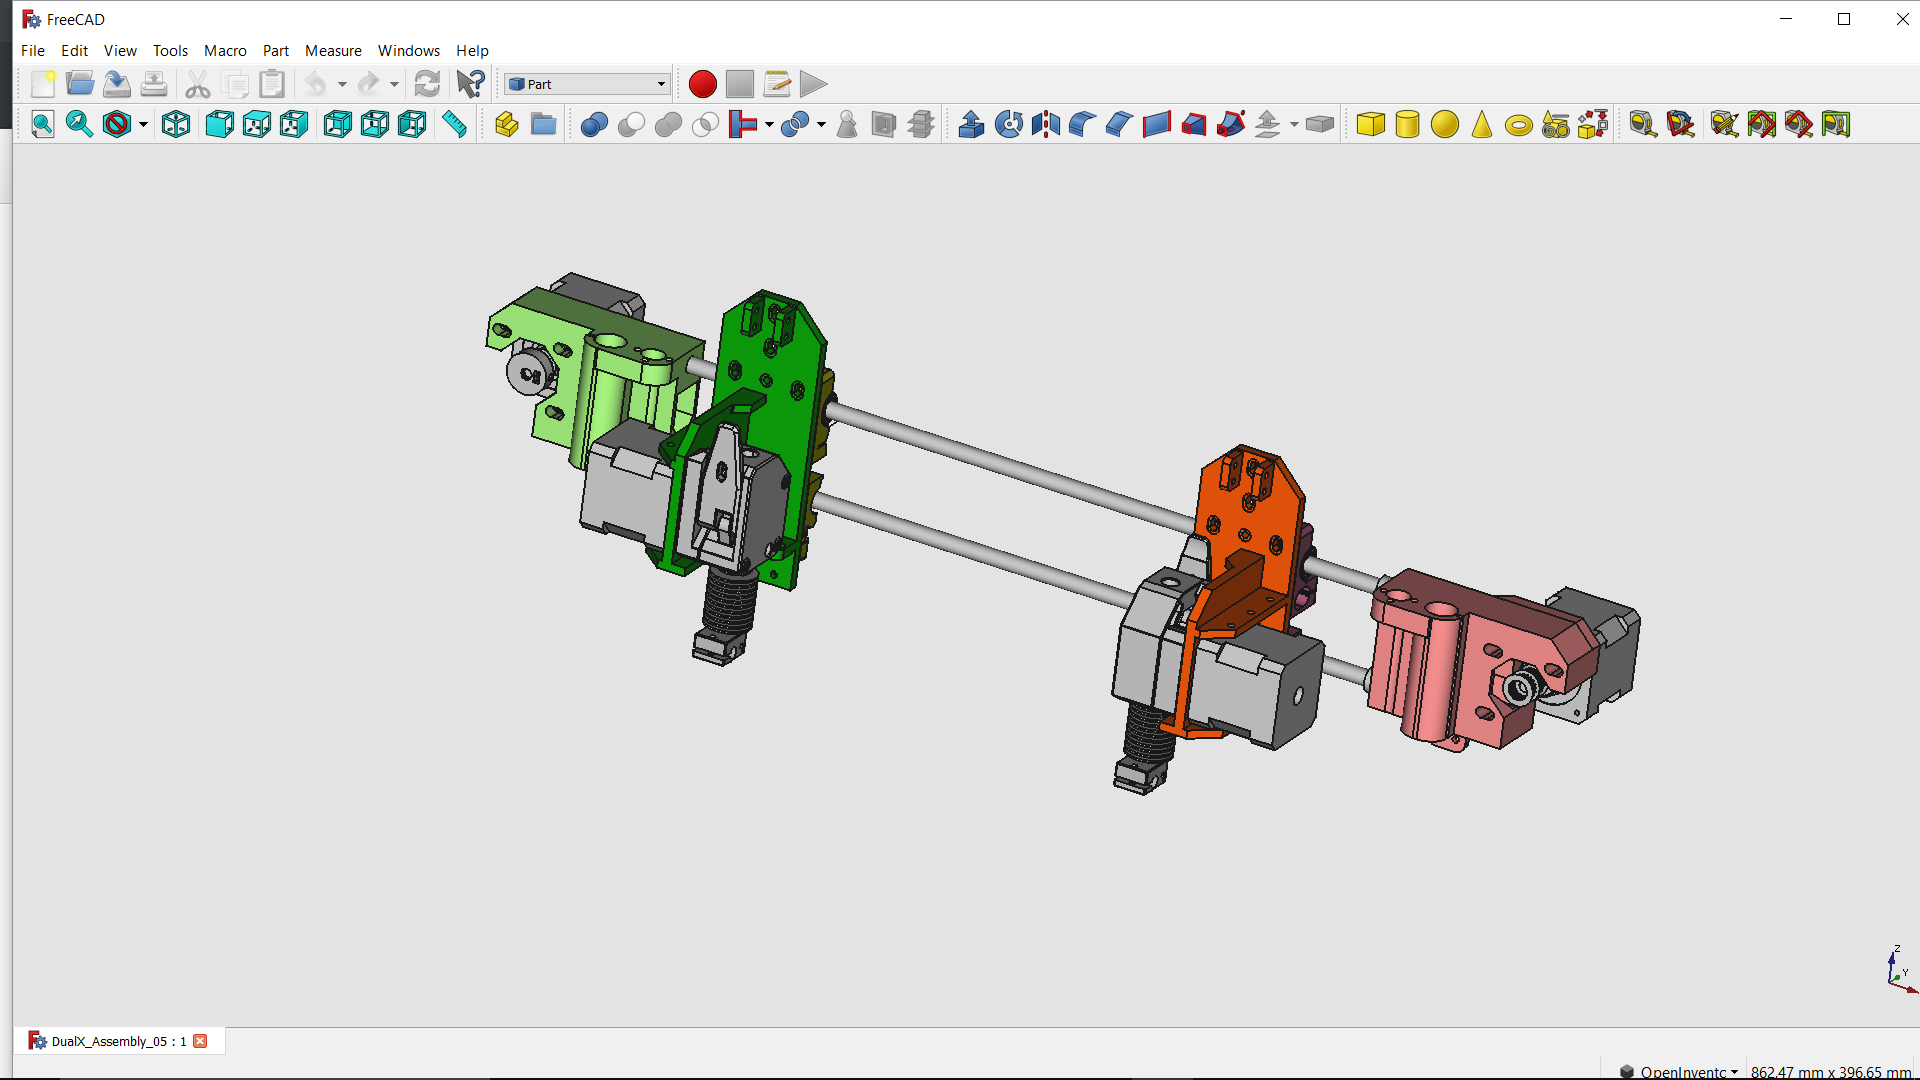 FreeCAD
File Edit View Tools Macro Part Measure Windows Help
Part
Z
Y
DualX_Assembly_05 : 1
OpenInventc
862.47 mm x 396.65 mm